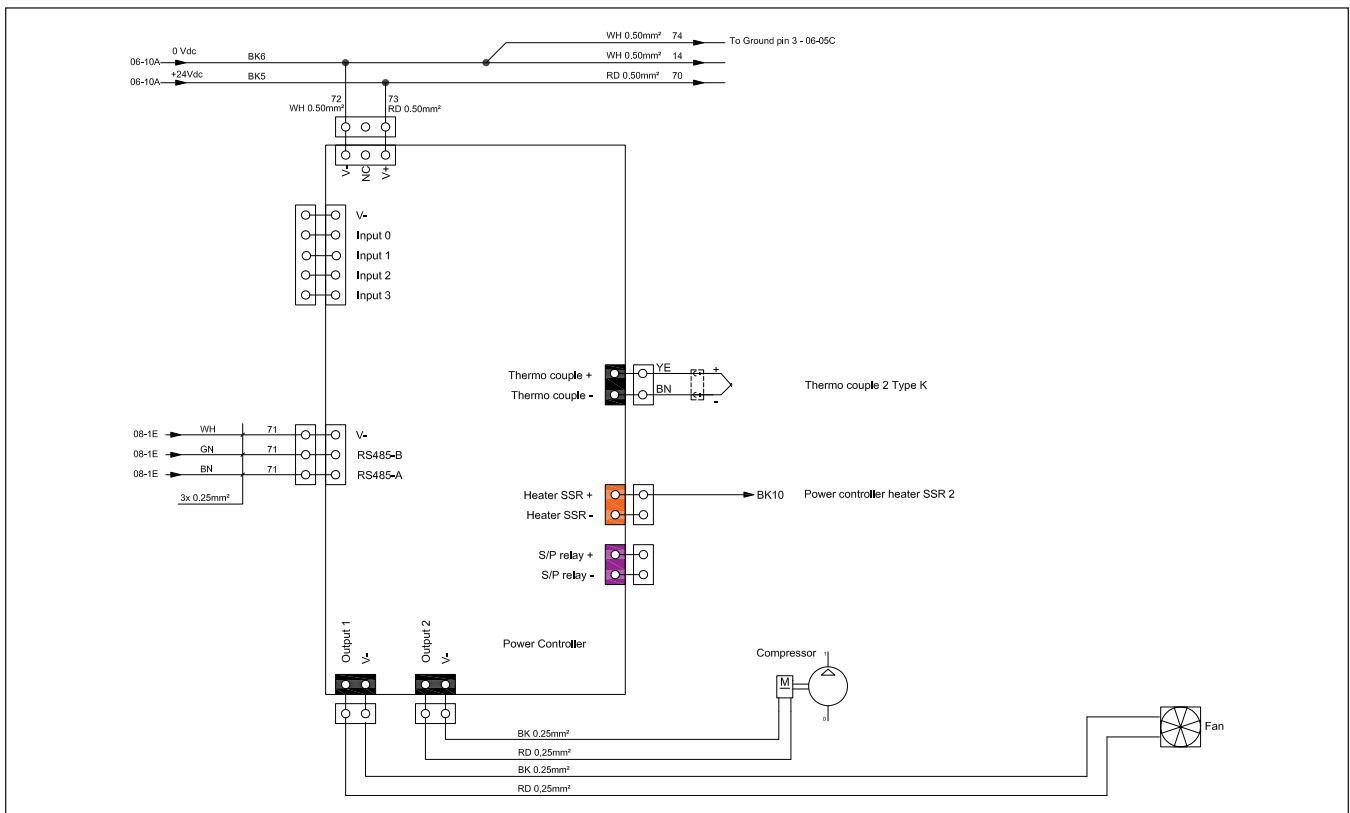 WH 0.50mm² 74
To Ground pin 3 - 06-05C
0 Vdc
06-10A
BK6
WH 0.50mm² 14
+24Vdc
06-10A
BK5
RD 0.50mm² 70
72
WH 0.50mm²
73
RD 0.50mm²
V-
NC
V+
V-
Input 0
Input 1
Input 2
Input 3
Thermo couple +
YE
+
Thermo couple -
BN
-
Thermo couple 2 Type K
08-1E WH 71 V-
08-1E GN 71 RS485-B
08-1E BN 71 RS485-A
3x 0.25mm²
Heater SSR +
BK10
Power controller heater SSR 2
Heater SSR -
S/P relay +
S/P relay -
Output 1
V-
Output 2
V-
Power Controller
Compressor
1
M
Fan
BK 0.25mm²
RD 0,25mm²
BK 0.25mm²
RD 0,25mm²